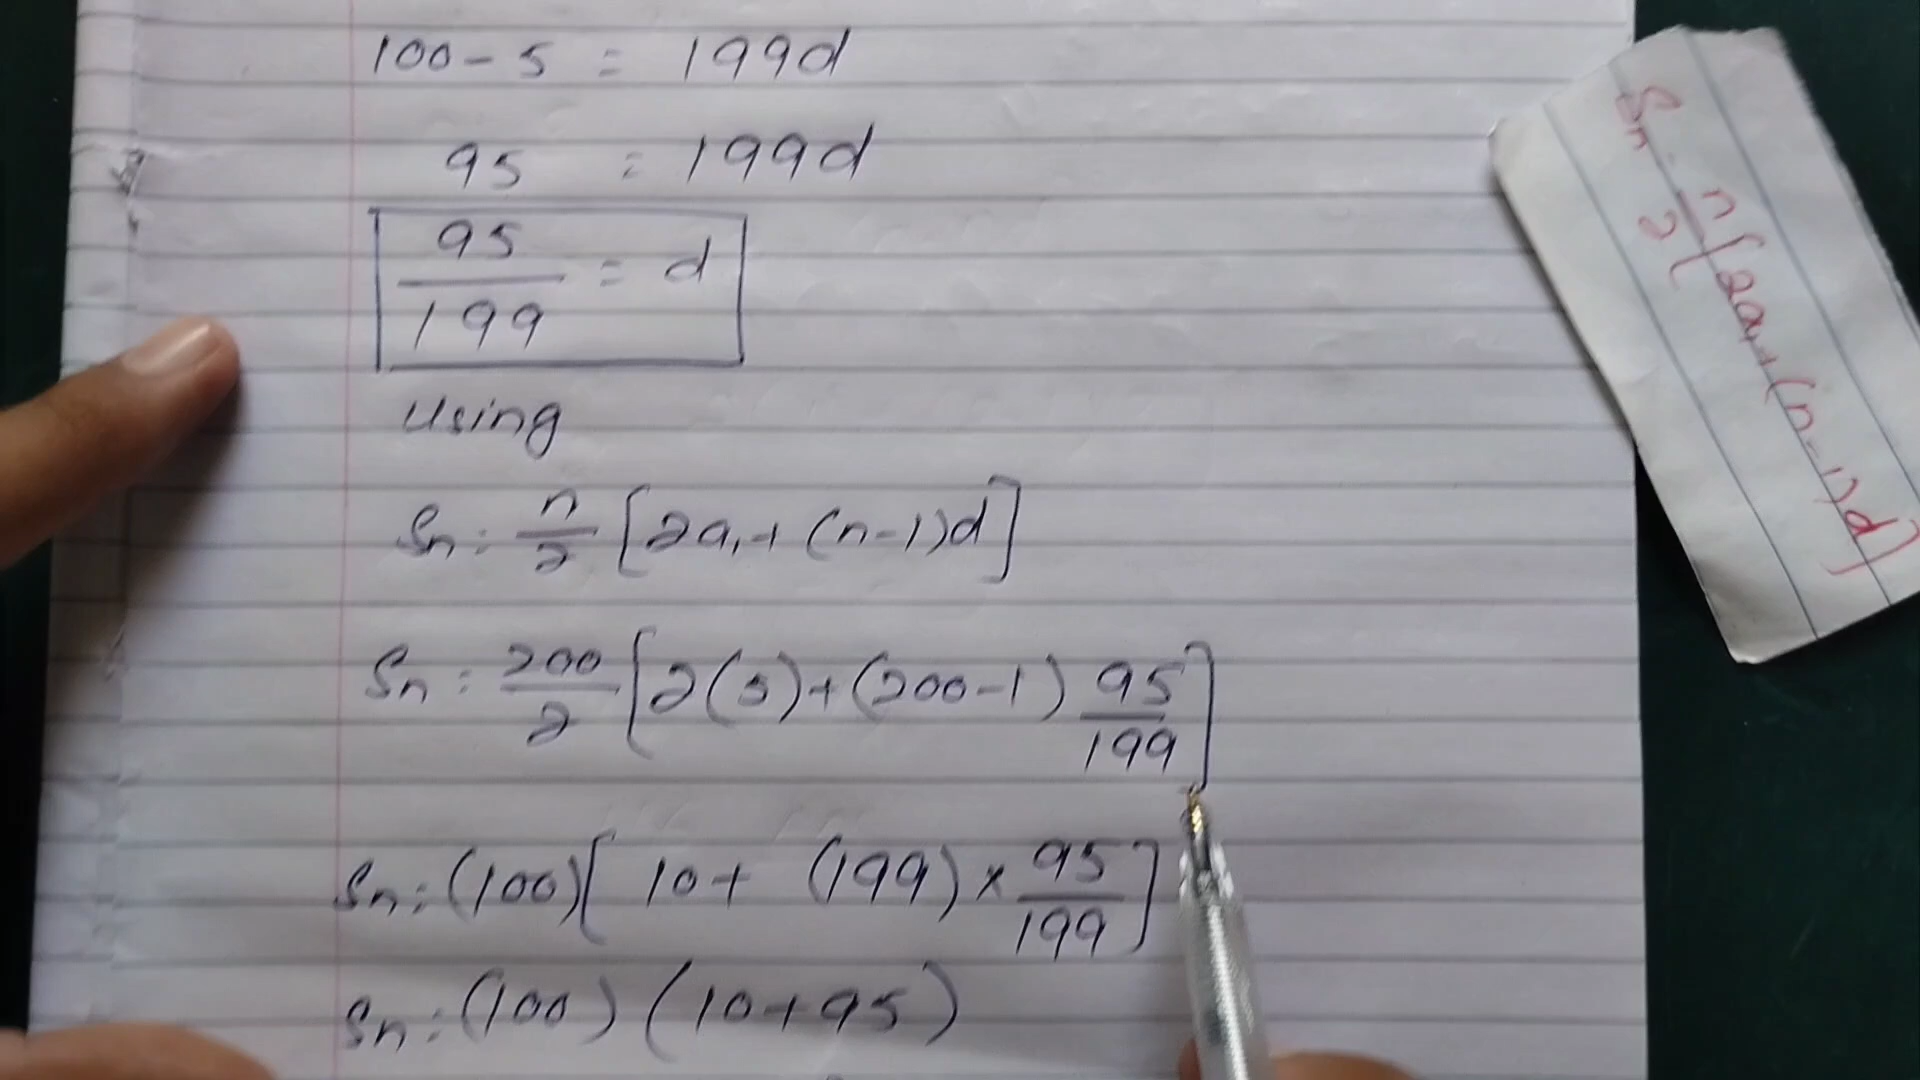 100 - 5 = 199d
95 = 199d
95/199 = d
Using
Sn = n/2 [2a₁ + (n-1)d]
Sn = 200/2 [2(5) + (200-1) 95/199]
Sn = (100)[10 + (199) × 95/199]
Sn = (100) (10+95)
Sn = n/2 [2a₁ + (n-1)d]